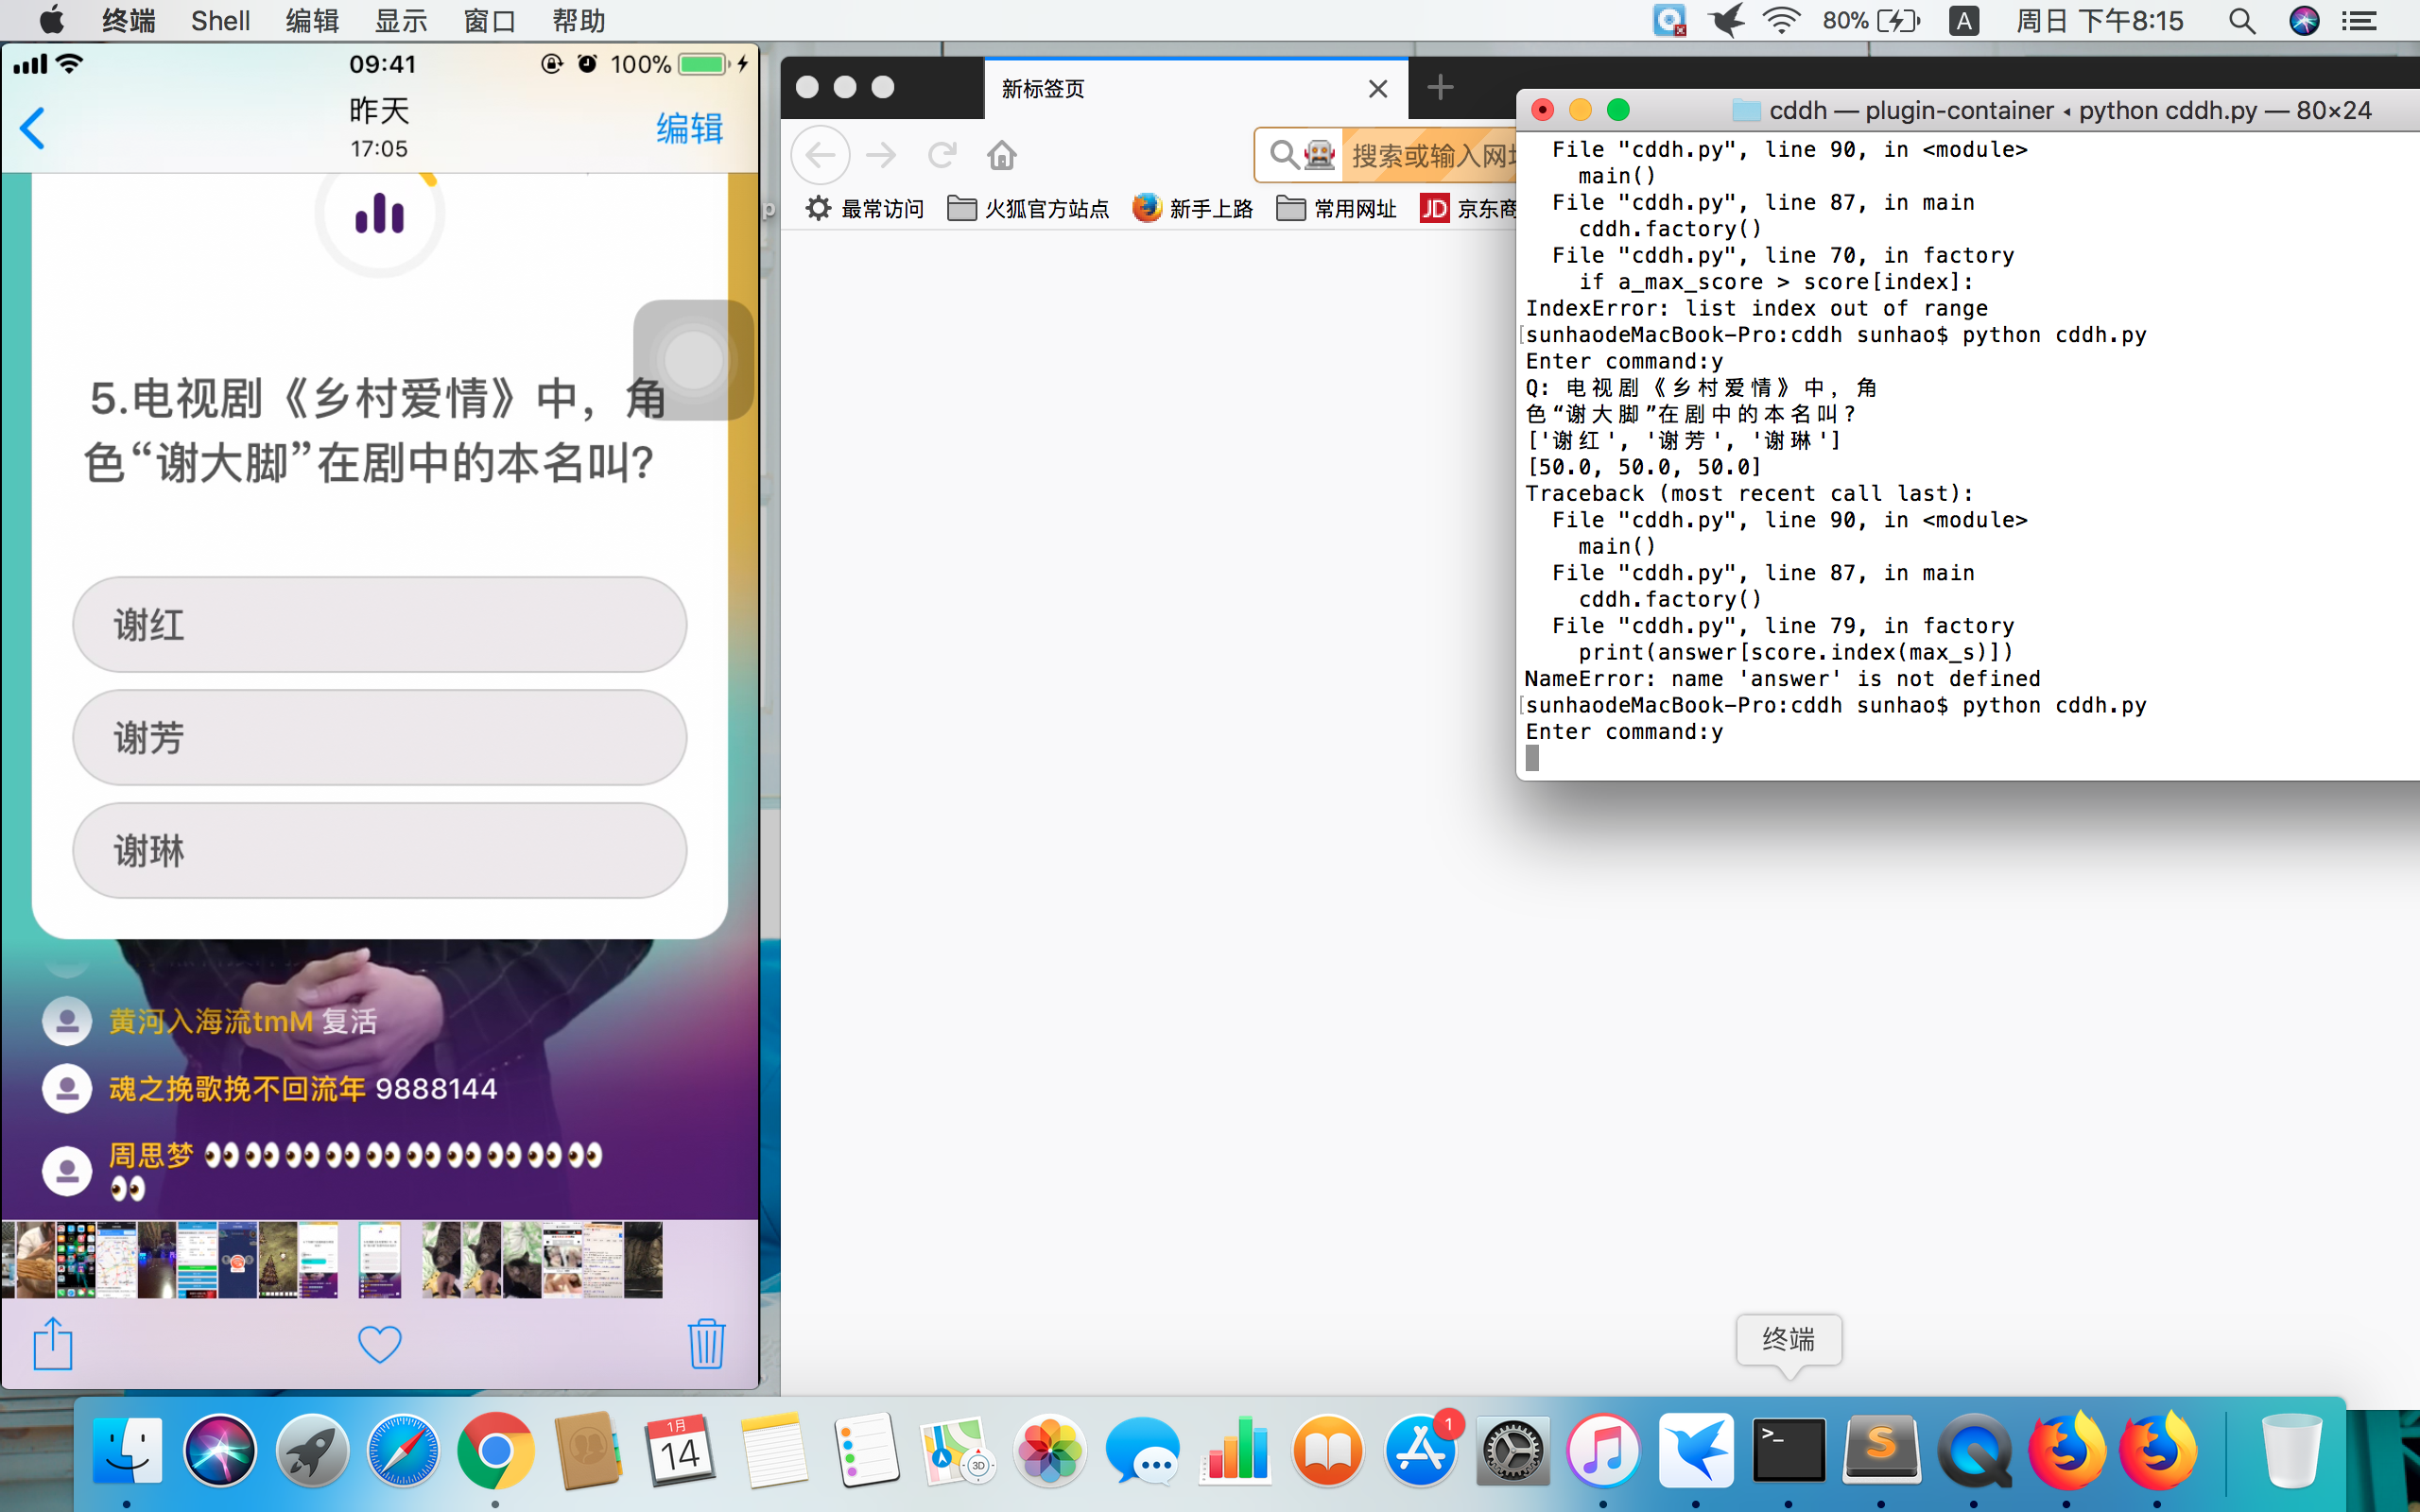 终端 Shell 编辑 显示 窗口 帮助
80% A 周日 下午8:15
09:41 100%
昨天
17:05
编辑
5.电视剧《乡村爱情》中，角
色“谢大脚”在剧中的本名叫?
谢红
谢芳
谢琳
黄河入海流tmM 复活
魂之挽歌挽不回流年 9888144
周思梦 👀👀👀👀👀👀👀👀👀👀
👀
新标签页
搜索或输入网址
最常访问 火狐官方站点 新手上路 常用网址 JD 京东商
cddh — plugin-container ◂ python cddh.py — 80×24
File "cddh.py", line 90, in <module>
main()
File "cddh.py", line 87, in main
cddh.factory()
File "cddh.py", line 70, in factory
if a_max_score > score[index]:
IndexError: list index out of range
[sunhaodeMacBook-Pro:cddh sunhao$ python cddh.py
Enter command:y
Q: 电视剧《乡村爱情》中，角
色“谢大脚”在剧中的本名叫?
['谢红', '谢芳', '谢琳']
[50.0, 50.0, 50.0]
Traceback (most recent call last):
File "cddh.py", line 90, in <module>
main()
File "cddh.py", line 87, in main
cddh.factory()
File "cddh.py", line 79, in factory
print(answer[score.index(max_s)])
NameError: name 'answer' is not defined
[sunhaodeMacBook-Pro:cddh sunhao$ python cddh.py
Enter command:y
终端
1月
14
3D
1
>_
S